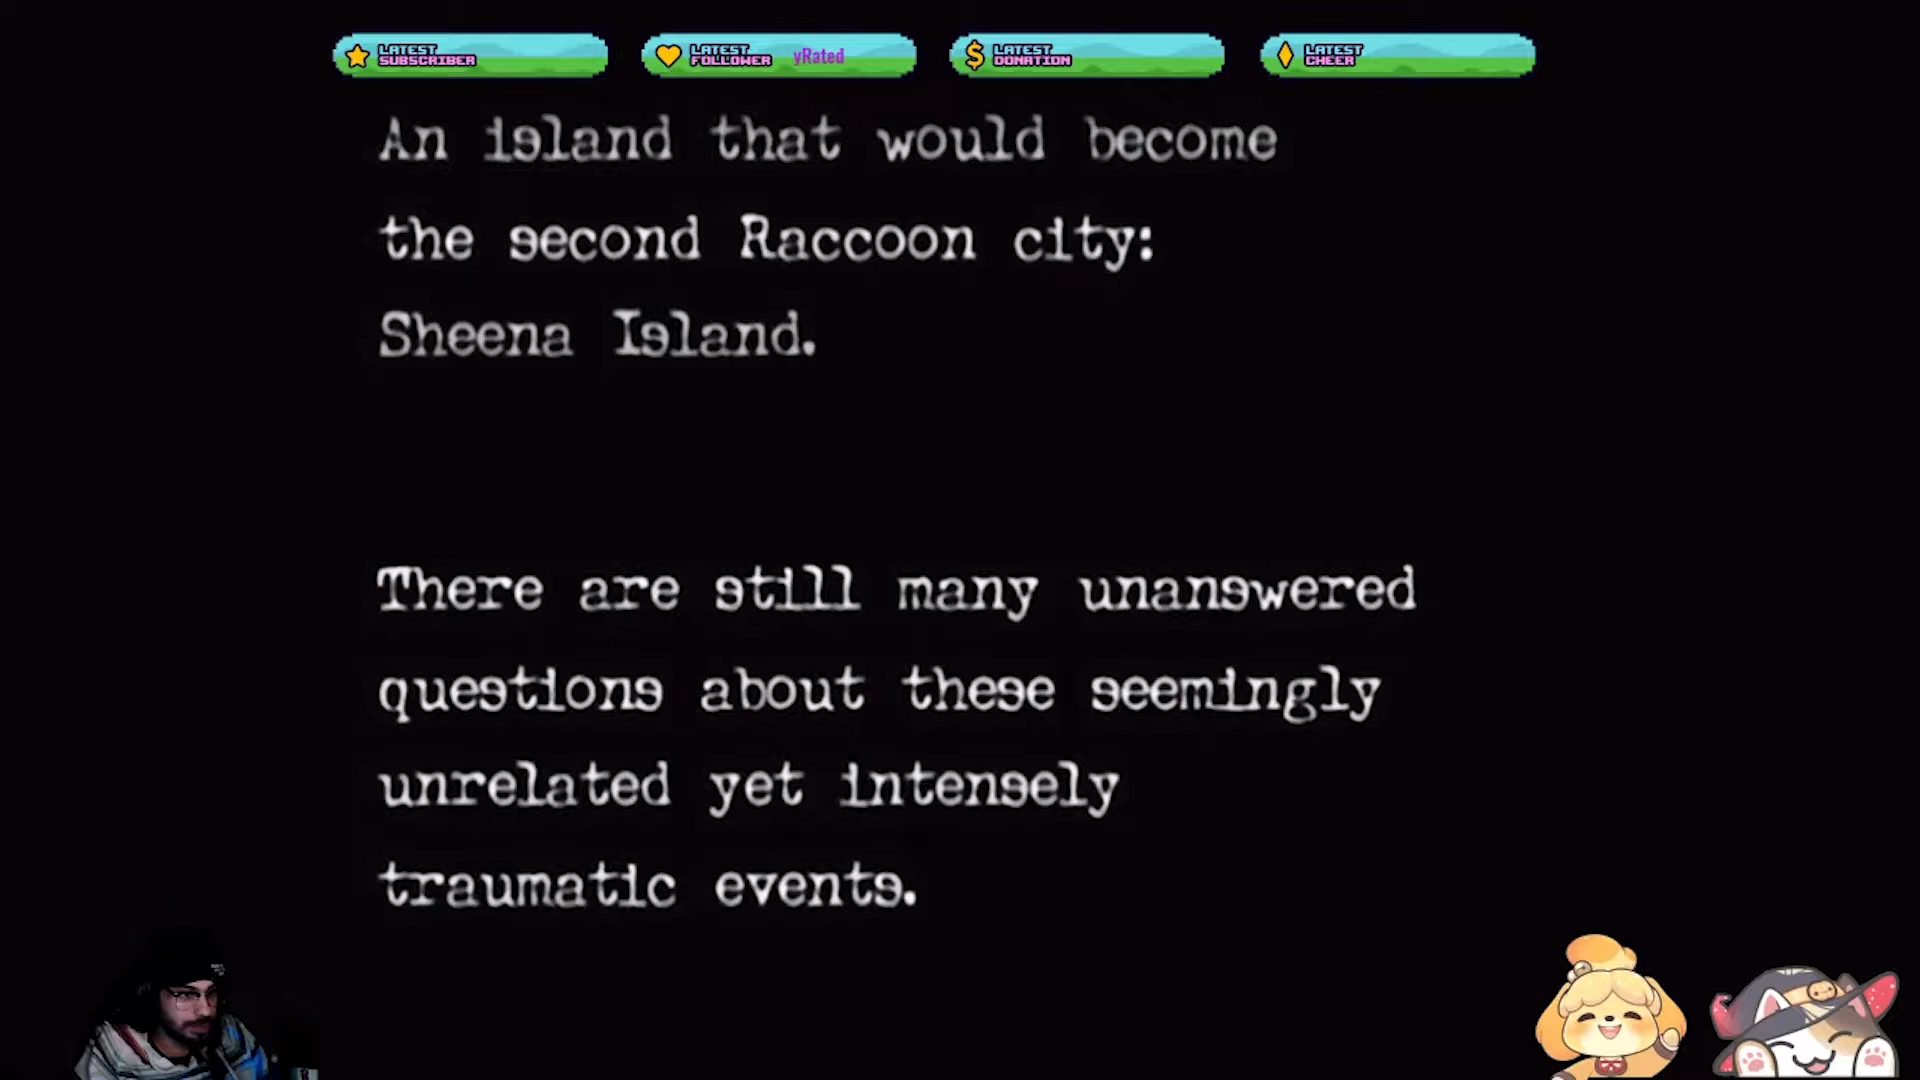 LATEST
SUBSCRIBER
LATEST
FOLLOWER
yRated
LATEST
DONATION
LATEST
CHEER
An island that would become
the second Raccoon city:
Sheena Island.
There are still many unanswered
questions about these seemingly
unrelated yet intensely
traumatic events.